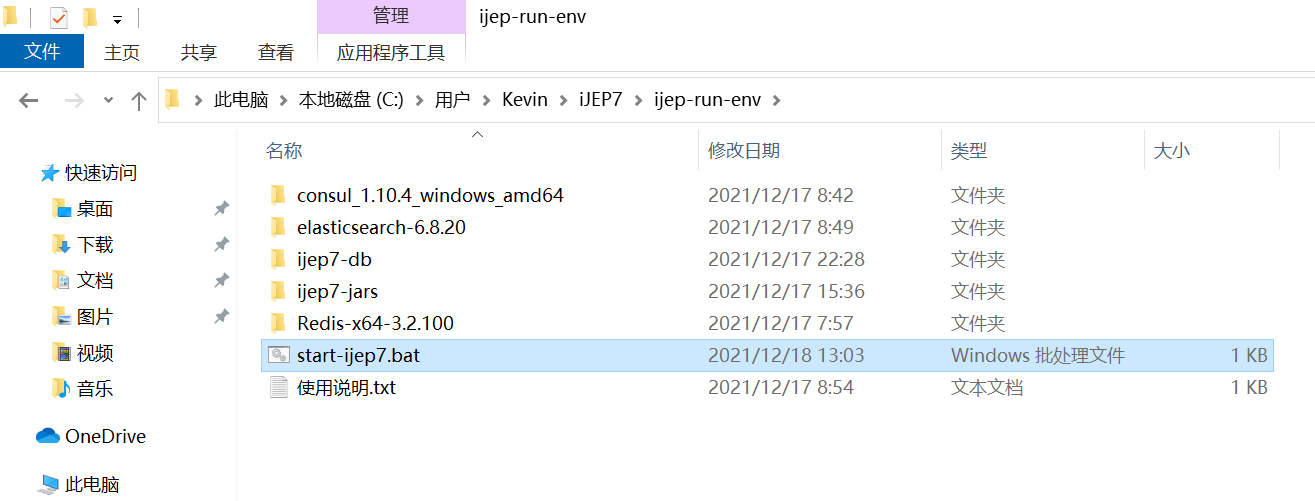 管理 ijep-run-env
文件 主页 共享 查看 应用程序工具
此电脑 本地磁盘 (C:) 用户 Kevin iJEP7 ijep-run-env
名称 修改日期 类型 大小
快速访问
桌面
下载
文档
图片
视频
音乐
OneDrive
此电脑
consul_1.10.4_windows_amd64 2021/12/17 8:42 文件夹
elasticsearch-6.8.20 2021/12/17 8:49 文件夹
ijep7-db 2021/12/17 22:28 文件夹
ijep7-jars 2021/12/17 15:36 文件夹
Redis-x64-3.2.100 2021/12/17 7:57 文件夹
start-ijep7.bat 2021/12/18 13:03 Windows 批处理文件 1 KB
使用说明.txt 2021/12/17 8:54 文本文档 1 KB